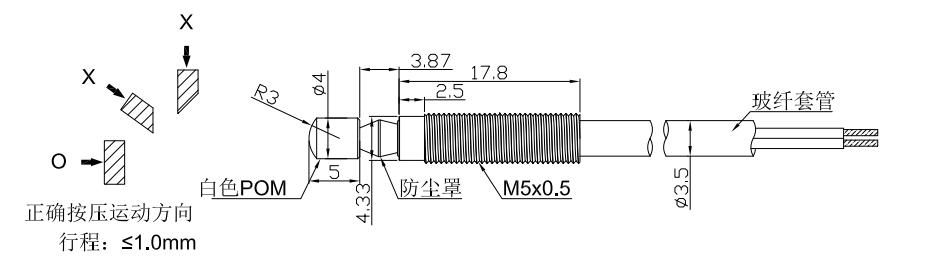 X
X
O
正确按压运动方向
行程：≤1.0mm
R3
ø4
3.87
17.8
2.5
5
4.33
白色POM
防尘罩
M5x0.5
ø3.5
玻纤套管